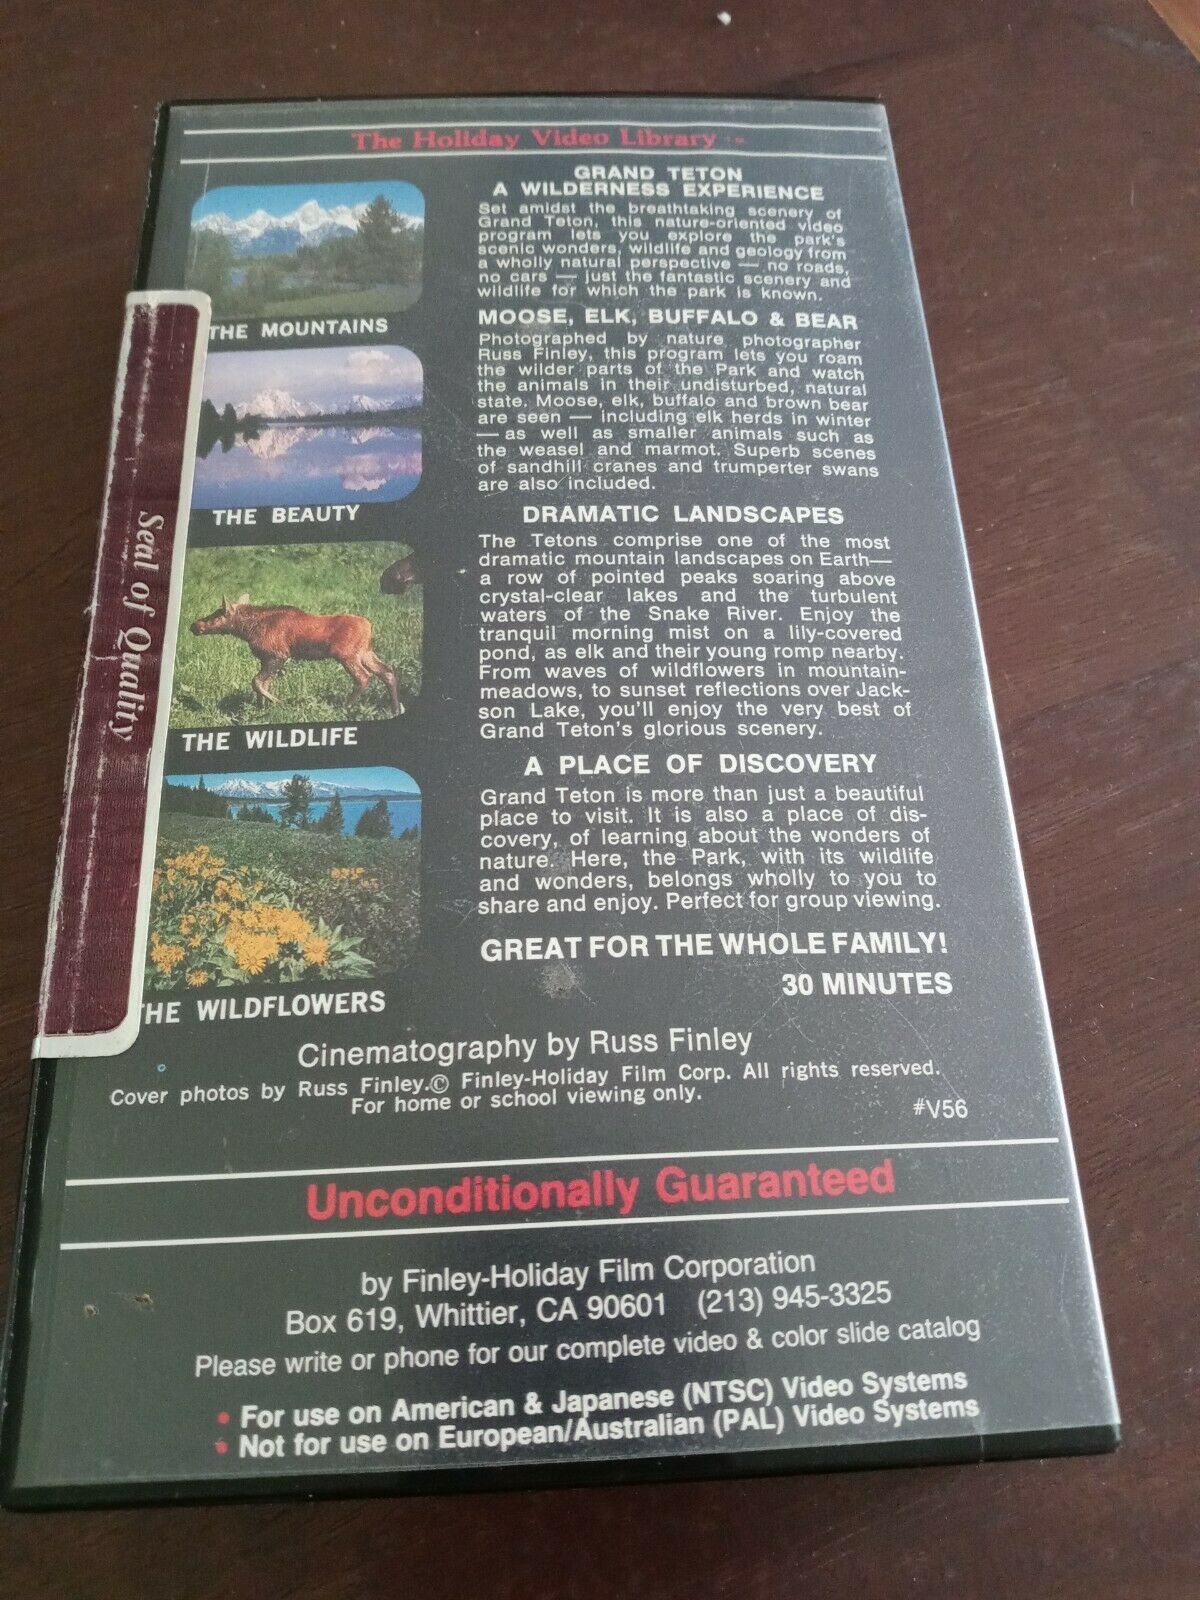 The Holiday Video Library
GRAND TETON
A WILDERNESS EXPERIENCE
Set amidst the breathtaking scenery of
Grand Teton, this nature-oriented video
program lets you explore the park's
scenic wonders, wildlife and geology from
a wholly natural perspective — no roads,
no cars — just the fantastic scenery and
wildlife for which the park is known.
MOOSE, ELK, BUFFALO & BEAR
Photographed by nature photographer
Russ Finley, this program lets you roam
the wilder parts of the Park and watch
the animals in their undisturbed, natural
state. Moose, elk, buffalo and brown bear
are seen — including elk herds in winter
— as well as smaller animals such as
the weasel and marmot. Superb scenes
of sandhill cranes and trumperter swans
are also included.
DRAMATIC LANDSCAPES
The Tetons comprise one of the most
dramatic mountain landscapes on Earth—
a row of pointed peaks soaring above
crystal-clear lakes and the turbulent
waters of the Snake River. Enjoy the
tranquil morning mist on a lily-covered
pond, as elk and their young romp nearby.
From waves of wildflowers in mountain-
meadows, to sunset reflections over Jack-
son Lake, you'll enjoy the very best of
Grand Teton's glorious scenery.
A PLACE OF DISCOVERY
Grand Teton is more than just a beautiful
place to visit. It is also a place of dis-
covery, of learning about the wonders of
nature. Here, the Park, with its wildlife
and wonders, belongs wholly to you to
share and enjoy. Perfect for group viewing.
GREAT FOR THE WHOLE FAMILY!
30 MINUTES
THE MOUNTAINS
THE BEAUTY
THE WILDLIFE
THE WILDFLOWERS
Seal of Quality
Cinematography by Russ Finley
Cover photos by Russ Finley.© Finley-Holiday Film Corp. All rights reserved.
For home or school viewing only.
#V56
Unconditionally Guaranteed
by Finley-Holiday Film Corporation
Box 619, Whittier, CA 90601 (213) 945-3325
Please write or phone for our complete video & color slide catalog
• For use on American & Japanese (NTSC) Video Systems
• Not for use on European/Australian (PAL) Video Systems